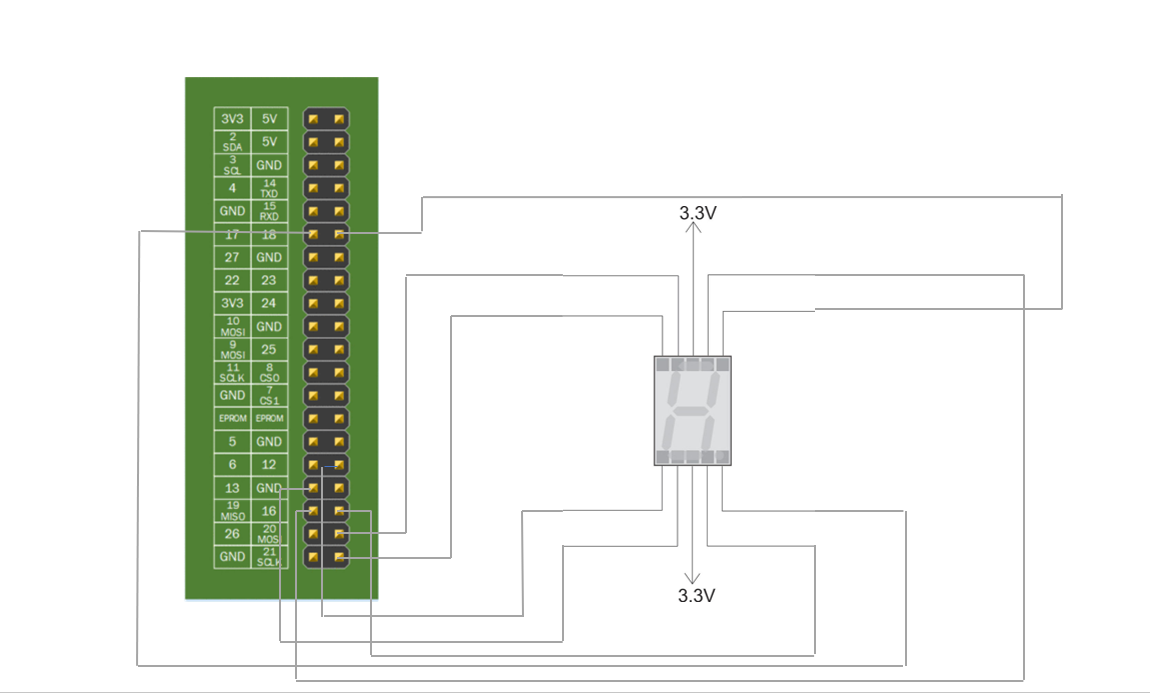 3V3 5V
2
SDA 5V
3
SCL GND
4 14
TXD
GND 15
RXD
17 18
27 GND
22 23
3V3 24
10
MOSI GND
9
MOSI 25
11
SCLK 8
CS0
GND 7
CS1
EPROM EPROM
5 GND
6 12
13 GND
19
MISO 16
26 20
MOSI
GND 21
SCLK
3.3V
3.3V